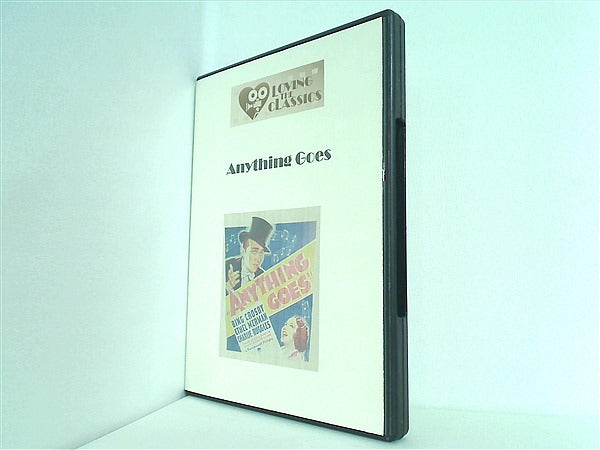 LOVING
THE
CLASSICS
Anything Goes
ANYTHING
GOES
BING CROSBY
ETHEL MERMAN
CHARLIE RUGGLES